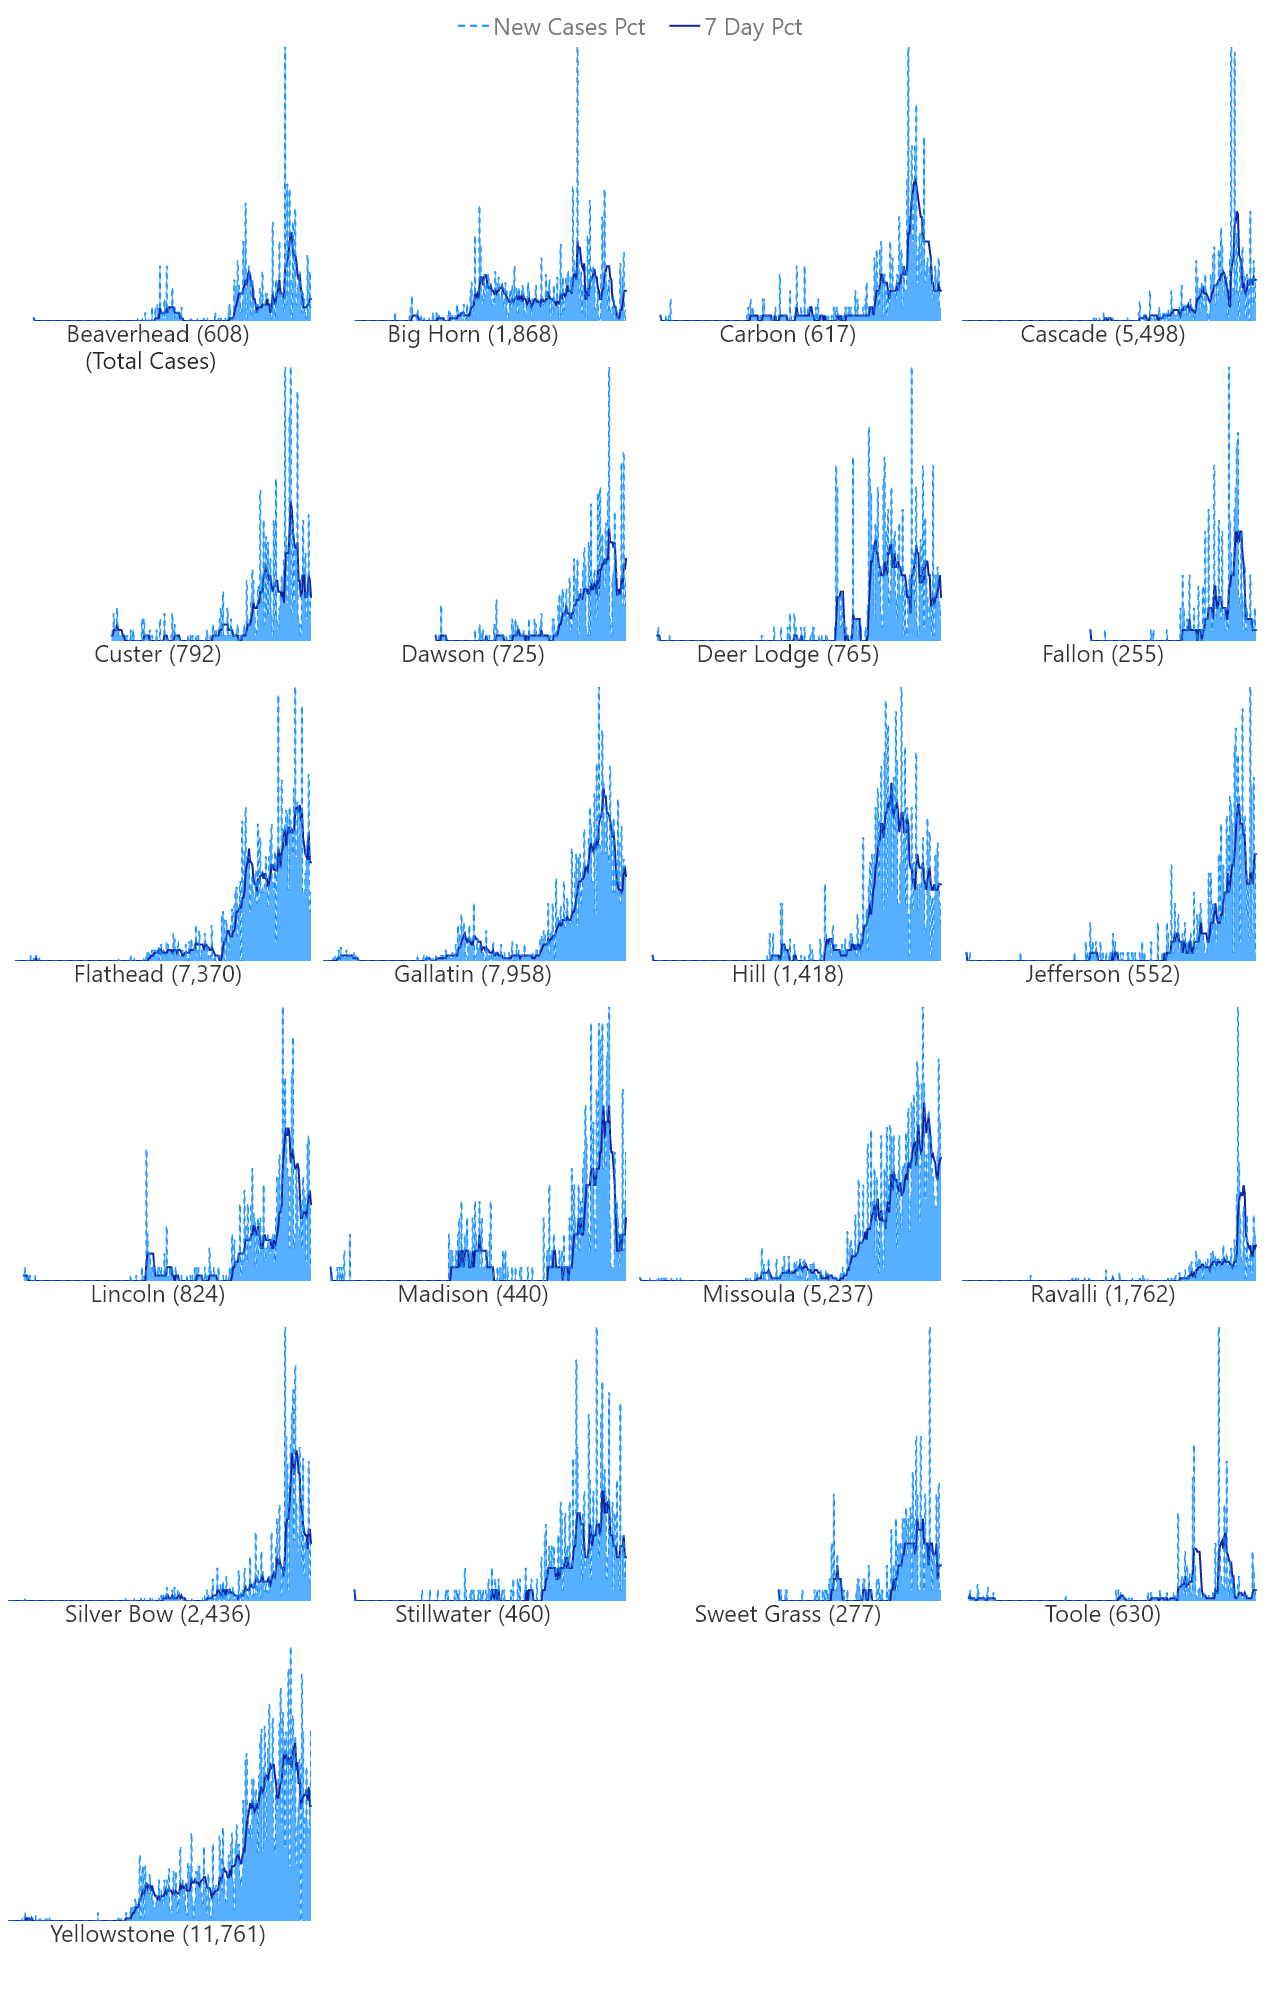 New Cases Pct 7 Day Pct
Beaverhead (608) Big Horn (1,868) Carbon (617) Cascade (5,498)
(Total Cases)
Custer (792) Dawson (725) Deer Lodge (765) Fallon (255)
Flathead (7,370) Gallatin (7,958) Hill (1,418) Jefferson (552)
Lincoln (824) Madison (440) Missoula (5,237) Ravalli (1,762)
Silver Bow (2,436) Stillwater (460) Sweet Grass (277) Toole (630)
Yellowstone (11,761)